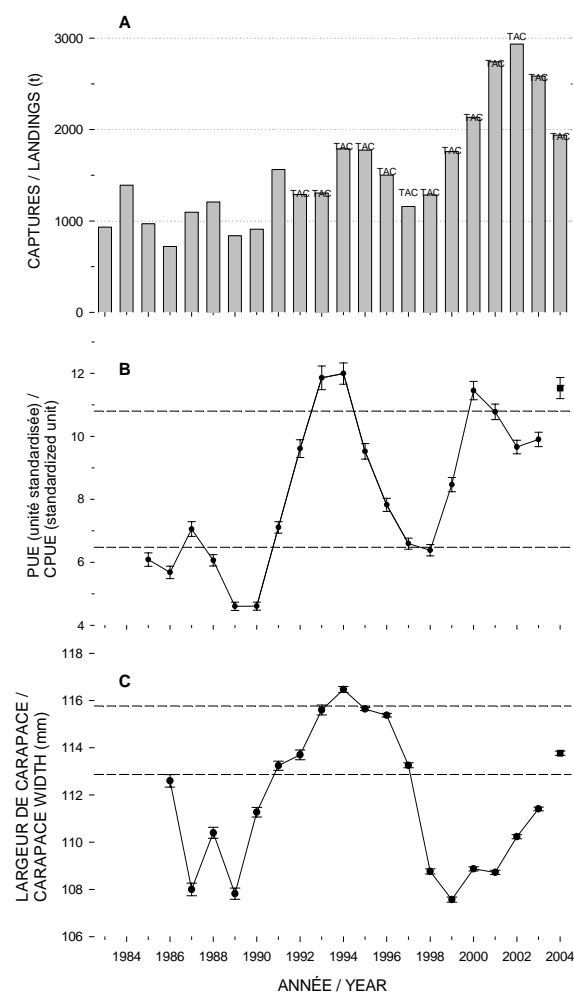 A
CAPTURES / LANDINGS (t)
3000
2000
1000
0
TAC TAC TAC TAC TAC TAC TAC TAC TAC TAC TAC TAC TAC
B
PUE (unité standardisée) /
CPUE (standardized unit)
12
10
8
6
4
C
LARGEUR DE CARAPACE /
CARAPACE WIDTH (mm)
118
116
114
112
110
108
106
1984 1986 1988 1990 1992 1994 1996 1998 2000 2002 2004
ANNÉE / YEAR